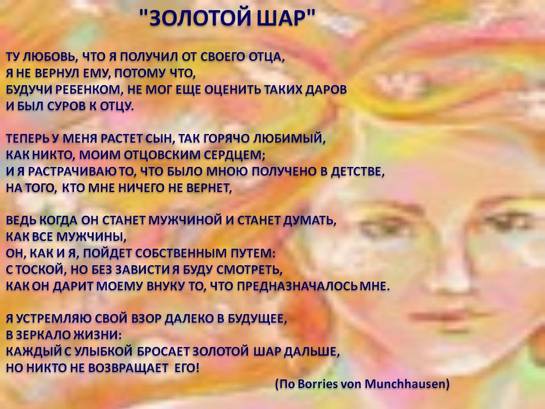 "ЗОЛОТОЙ ШАР"
ТУ ЛЮБОВЬ, ЧТО Я ПОЛУЧИЛ ОТ СВОЕГО ОТЦА,
Я НЕ ВЕРНУЛ ЕМУ, ПОТОМУ ЧТО,
БУДУЧИ РЕБЕНКОМ, НЕ МОГ ЕЩЕ ОЦЕНИТЬ ТАКИХ ДАРОВ
И БЫЛ СУРОВ К ОТЦУ.
ТЕПЕРЬ У МЕНЯ РАСТЕТ СЫН, ТАК ГОРЯЧО ЛЮБИМЫЙ,
КАК НИКТО, МОИМ ОТЦОВСКИМ СЕРДЦЕМ;
И Я РАСТРАЧИВАЮ ТО, ЧТО БЫЛО МНОЮ ПОЛУЧЕНО В ДЕТСТВЕ,
НА ТОГО, КТО МНЕ НИЧЕГО НЕ ВЕРНЕТ,
ВЕДЬ КОГДА ОН СТАНЕТ МУЖЧИНОЙ И СТАНЕТ ДУМАТЬ,
КАК ВСЕ МУЖЧИНЫ,
ОН, КАК И Я, ПОЙДЕТ СОБСТВЕННЫМ ПУТЕМ:
С ТОСКОЙ, НО БЕЗ ЗАВИСТИ Я БУДУ СМОТРЕТЬ,
КАК ОН ДАРИТ МОЕМУ ВНУКУ ТО, ЧТО ПРЕДНАЗНАЧАЛОСЬ МНЕ.
Я УСТРЕМЛЯЮ СВОЙ ВЗОР ДАЛЕКО В БУДУЩЕЕ,
В ЗЕРКАЛО ЖИЗНИ:
КАЖДЫЙ С УЛЫБКОЙ БРОСАЕТ ЗОЛОТОЙ ШАР ДАЛЬШЕ,
НО НИКТО НЕ ВОЗВРАЩАЕТ ЕГО!
(По Borries von Munchhausen)